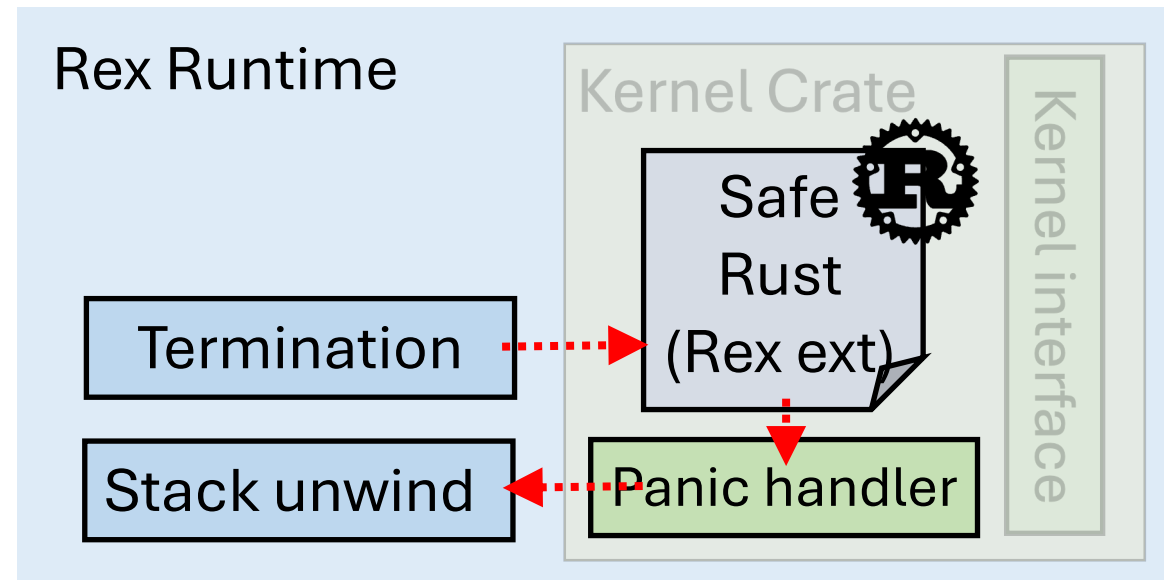 Rex Runtime
Kernel Crate
Kernel interface
Safe
Rust
(Rex ext)
R
Termination
Stack unwind
Panic handler